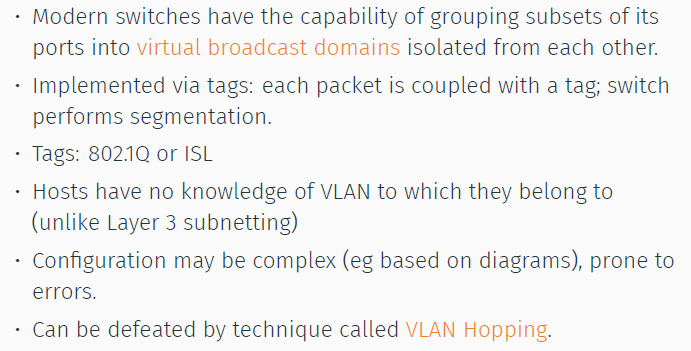 • Modern switches have the capability of grouping subsets of its
ports into virtual broadcast domains isolated from each other.
• Implemented via tags: each packet is coupled with a tag; switch
performs segmentation.
• Tags: 802.1Q or ISL
• Hosts have no knowledge of VLAN to which they belong to
(unlike Layer 3 subnetting)
• Configuration may be complex (eg based on diagrams), prone to
errors.
• Can be defeated by technique called VLAN Hopping.